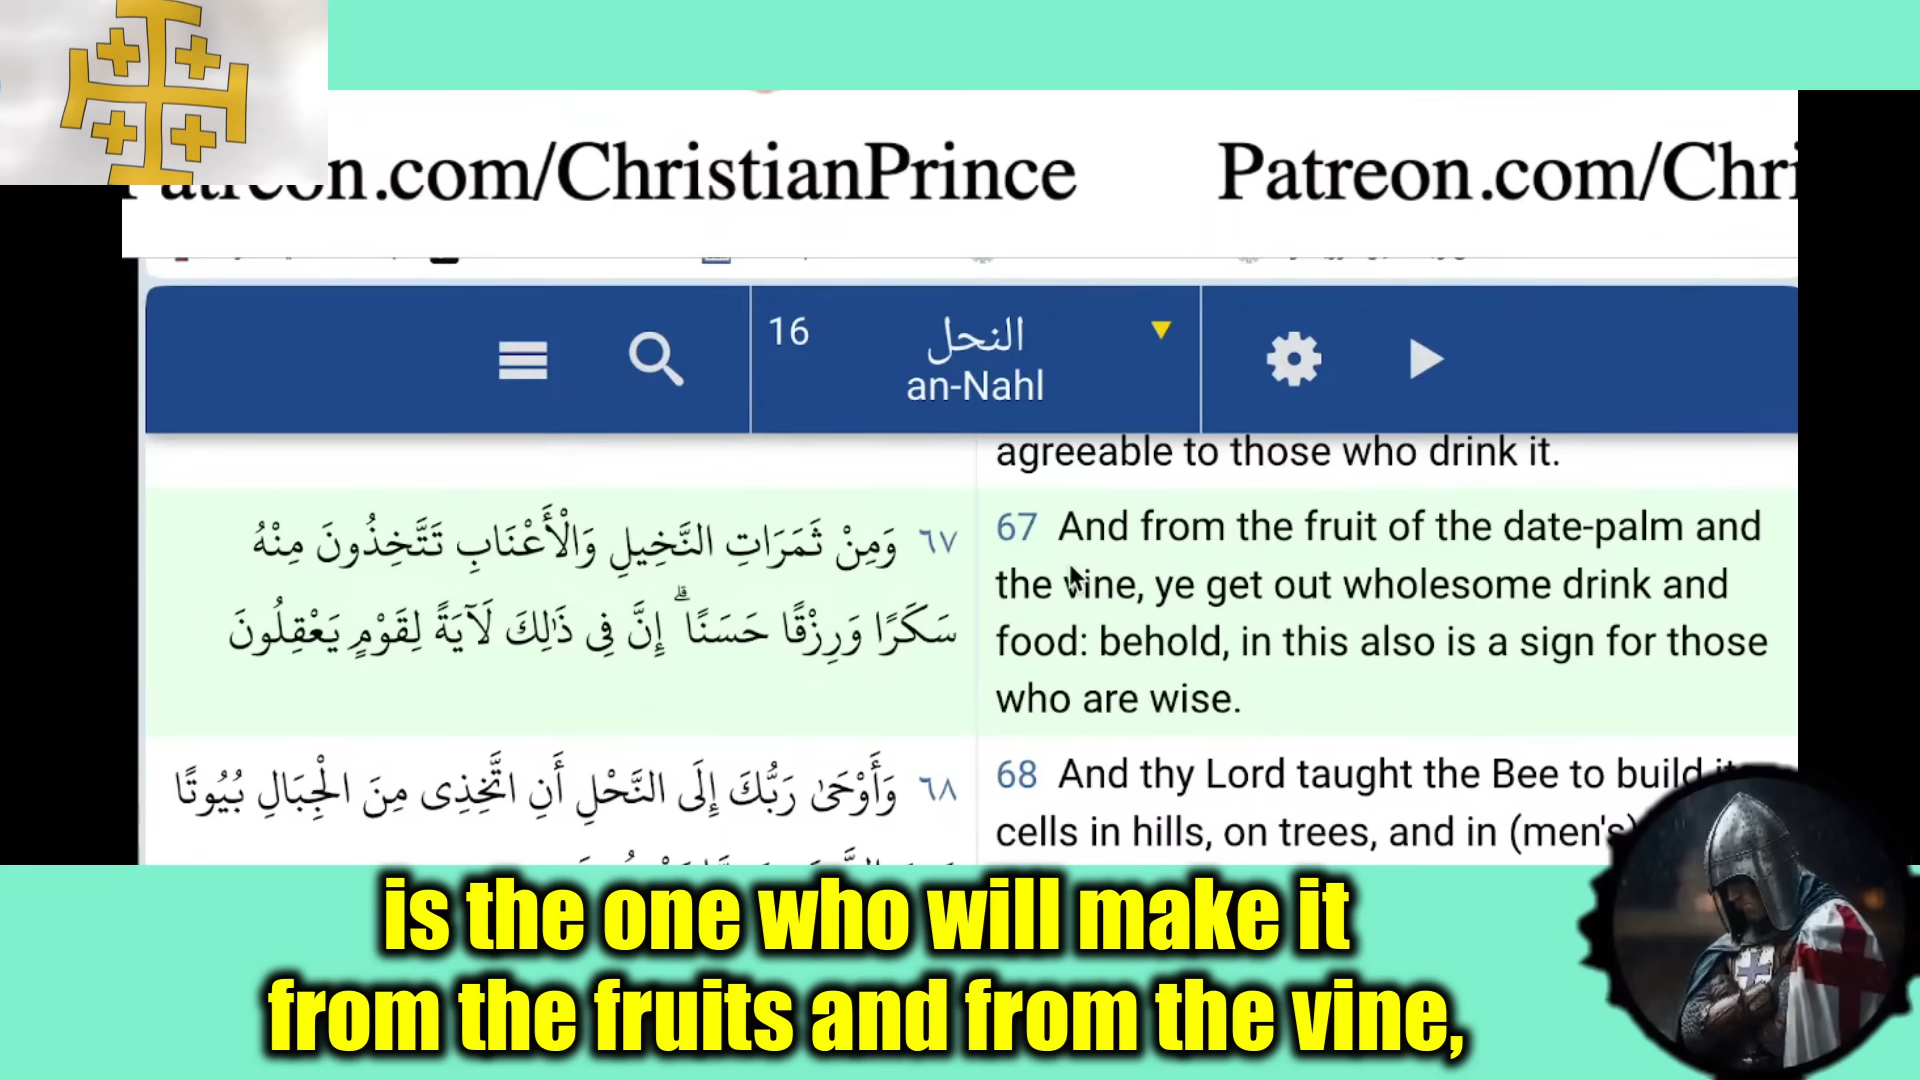 n.com/ChristianPrince Patreon.com/Chri
16
النحل
an-Nahl
agreeable to those who drink it.
٦٧ وَمِنْ ثَمَرَاتِ النَّخِيلِ وَالْأَعْنَابِ تَتَّخِذُونَ مِنْهُ
سَكَرًا وَرِزْقًا حَسَنًا ۗ إِنَّ فِى ذَٰلِكَ لَآيَةً لِقَوْمٍ يَعْقِلُونَ
67 And from the fruit of the date-palm and
the vine, ye get out wholesome drink and
food: behold, in this also is a sign for those
who are wise.
٦٨ وَأَوْحَىٰ رَبُّكَ إِلَى النَّحْلِ أَنِ اتَّخِذِى مِنَ الْجِبَالِ بُيُوتًا
68 And thy Lord taught the Bee to build
cells in hills, on trees, and in (men's)
is the one who will make it
from the fruits and from the vine,